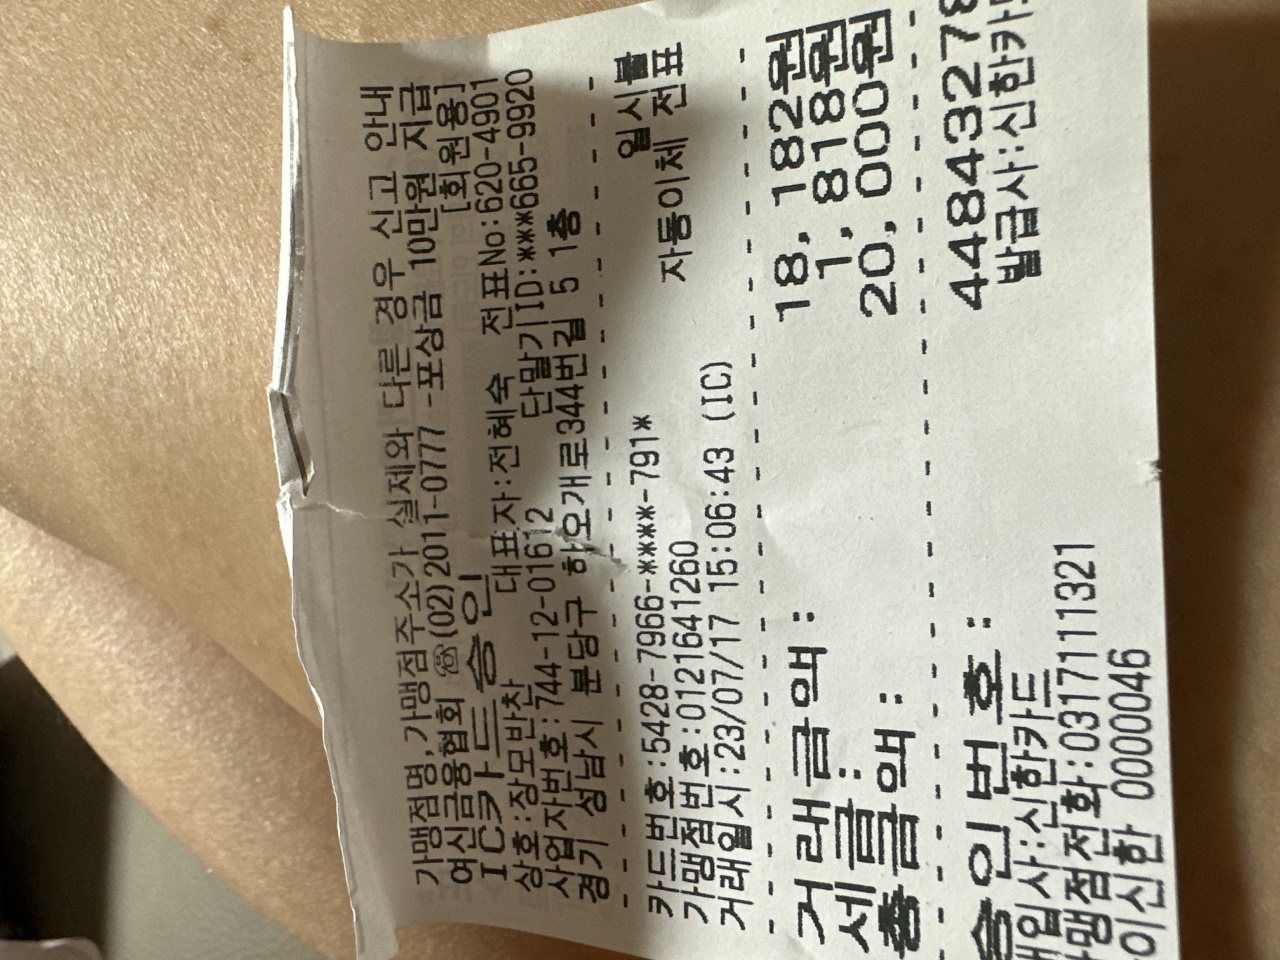 가맹점명,가맹점주소가 실제와 다른 경우 신고 안내
여신금융협회 ☏(02)2011-0777 -포상금 10만원 지급
IC카드승인 [회원용]
상호:장모반찬 대표자:전혜숙 전표No:620-4901
사업자번호:744-12-01612 단말기ID:***665-9920
경기 성남시 분당구 하오개로344번길 5 1층
카드번호:5428-7966-****-791* 일시불
가맹점번호:0121641260 자동이체 전표
거래일시:23/07/17 15:06:43 (IC)
거래금액: 18,182원
세금: 1,818원
총금액: 20,000원
승인번호: 4484327
매입사:신한카드 발급사:신한카
가맹점전화:0317111321
이신한 0000046